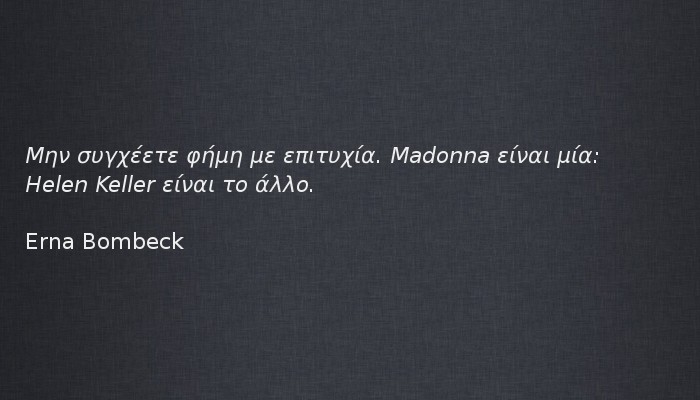 Μην συγχέετε φήμη με επιτυχία. Madonna είναι μία:
Helen Keller είναι το άλλο.
Erna Bombeck